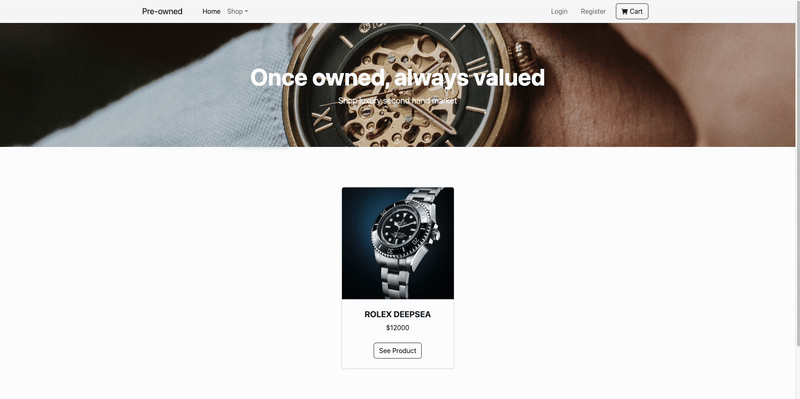 Pre-owned Home Shop Login Register Cart
Once owned, always valued
Shop luxury second hand market
ROLEX DEEPSEA
$12000
See Product